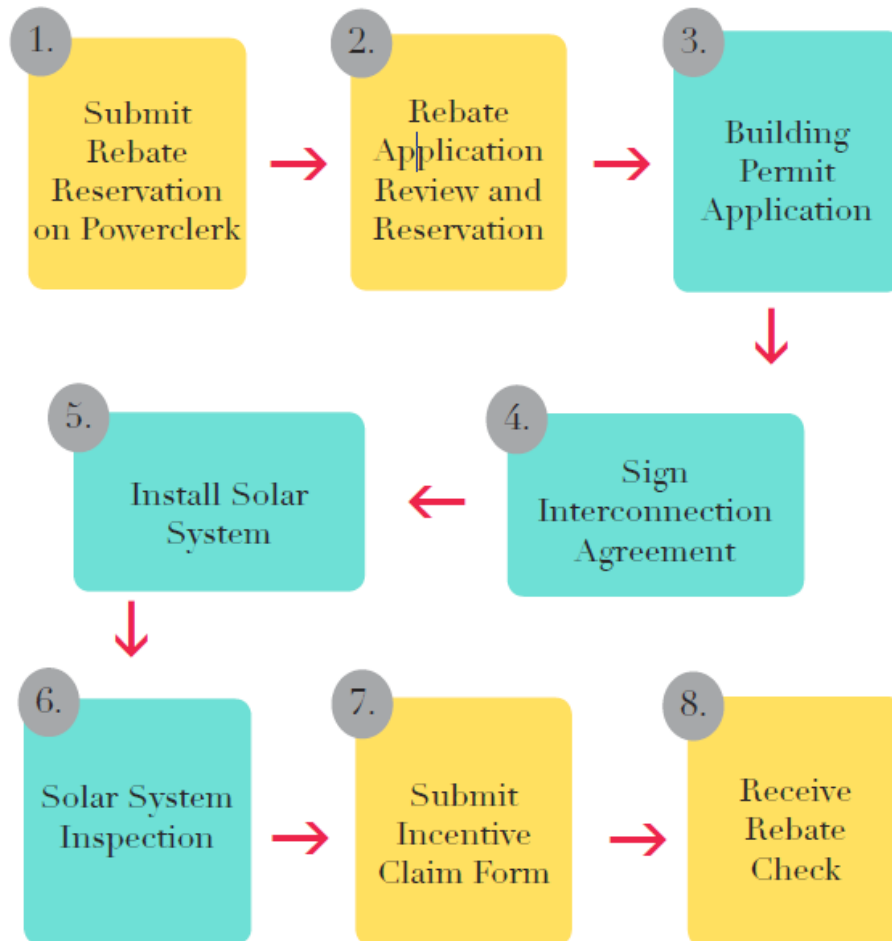 1.
Submit
Rebate
Reservation
on Powerclerk
2.
Rebate
Application
Review and
Reservation
3.
Building
Permit
Application
4.
Sign
Interconnection
Agreement
5.
Install Solar
System
6.
Solar System
Inspection
7.
Submit
Incentive
Claim Form
8.
Receive
Rebate
Check